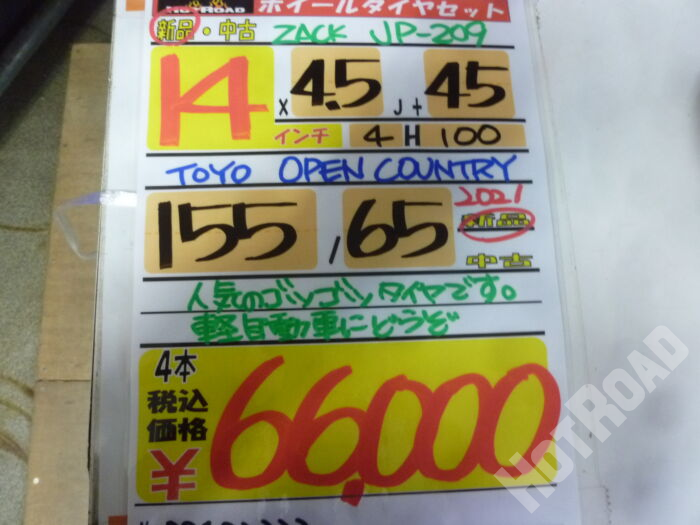 HOTROAD ホイールタイヤセット
新品・中古 ZACK JP-209
14 x 4.5 J + 45
インチ 4 H 100
TOYO OPEN COUNTRY
2021
155 / 65 新品
中古
人気のゴツゴツタイヤです。
軽自動車にどうぞ
4本
税込
価格
¥66,000
HOTROAD